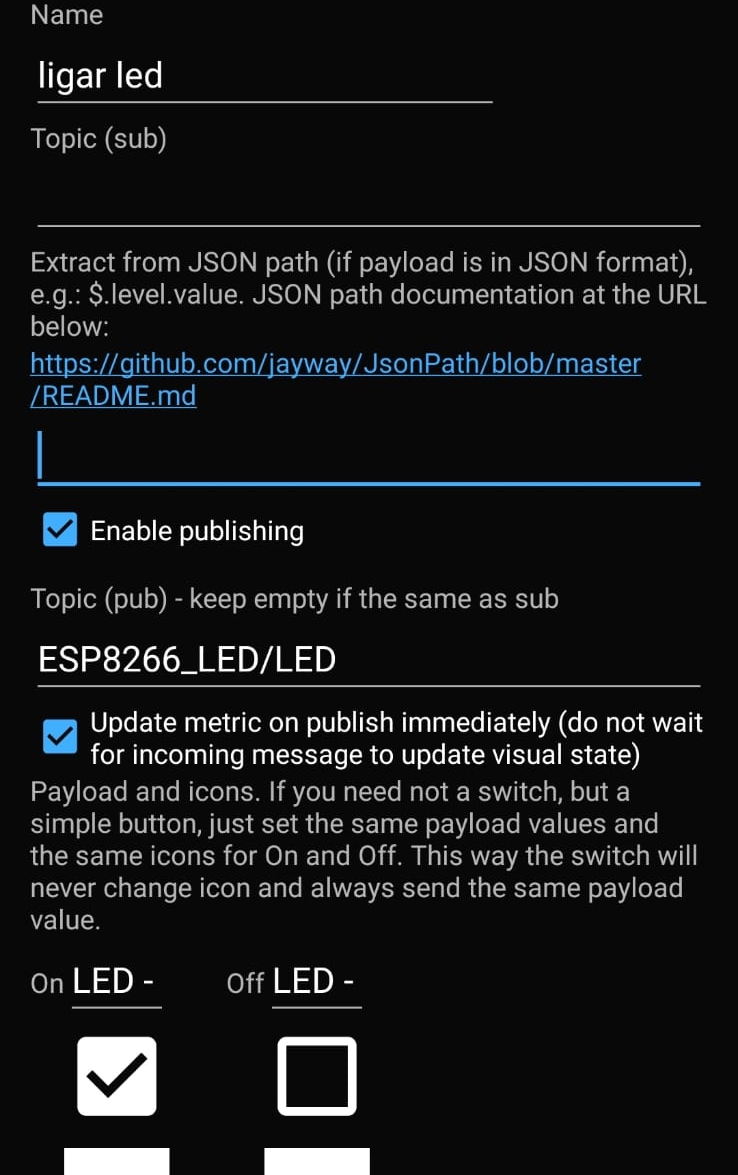 Name
ligar led
Topic (sub)
Extract from JSON path (if payload is in JSON format),
e.g.: $.level.value. JSON path documentation at the URL
below:
https://github.com/jayway/JsonPath/blob/master
/README.md
Enable publishing
Topic (pub) - keep empty if the same as sub
ESP8266_LED/LED
Update metric on publish immediately (do not wait
for incoming message to update visual state)
Payload and icons. If you need not a switch, but a
simple button, just set the same payload values and
the same icons for On and Off. This way the switch will
never change icon and always send the same payload
value.
On LED - Off LED -